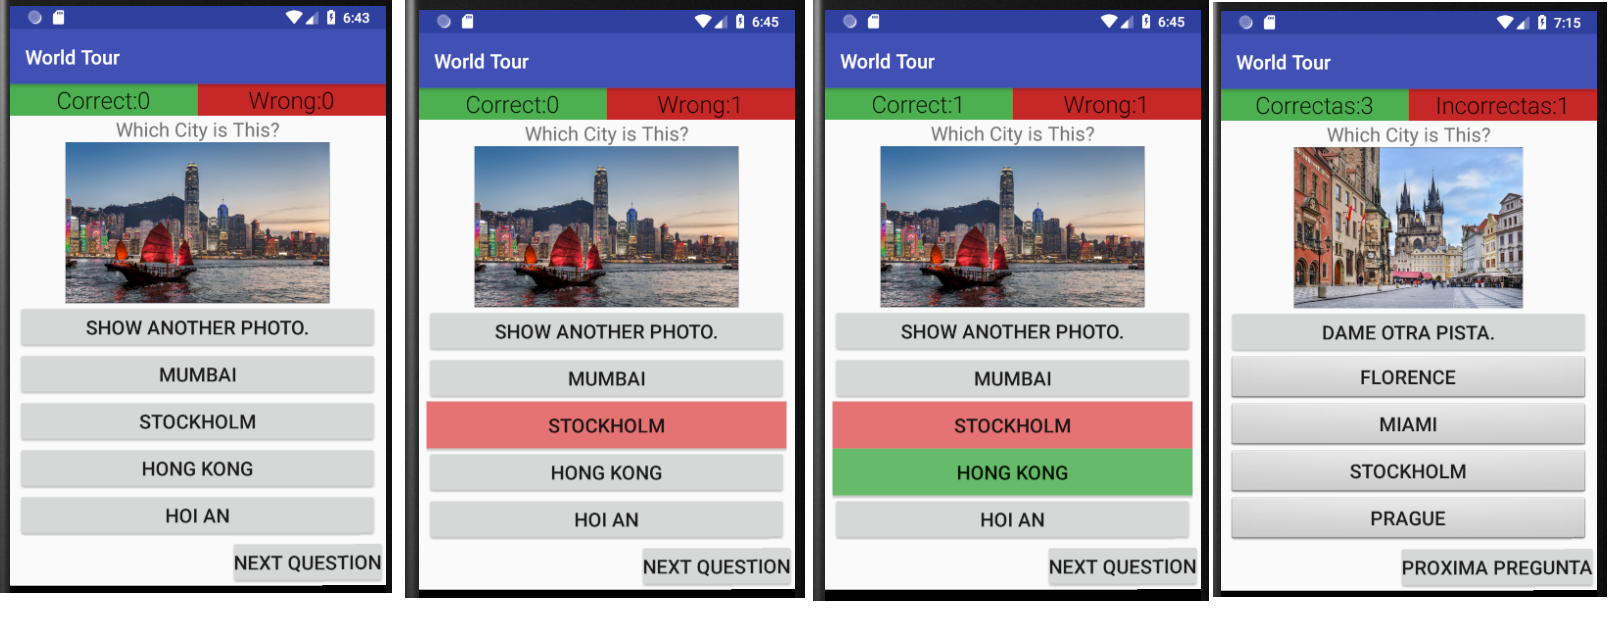 6:43
World Tour
Correct:0 Wrong:0
Which City is This?
SHOW ANOTHER PHOTO.
MUMBAI
STOCKHOLM
HONG KONG
HOI AN
NEXT QUESTION
6:45
World Tour
Correct:0 Wrong:1
Which City is This?
SHOW ANOTHER PHOTO.
MUMBAI
STOCKHOLM
HONG KONG
HOI AN
NEXT QUESTION
6:45
World Tour
Correct:1 Wrong:1
Which City is This?
SHOW ANOTHER PHOTO.
MUMBAI
STOCKHOLM
HONG KONG
HOI AN
NEXT QUESTION
7:15
World Tour
Correctas:3 Incorrectas:1
Which City is This?
DAME OTRA PISTA.
FLORENCE
MIAMI
STOCKHOLM
PRAGUE
PROXIMA PREGUNTA